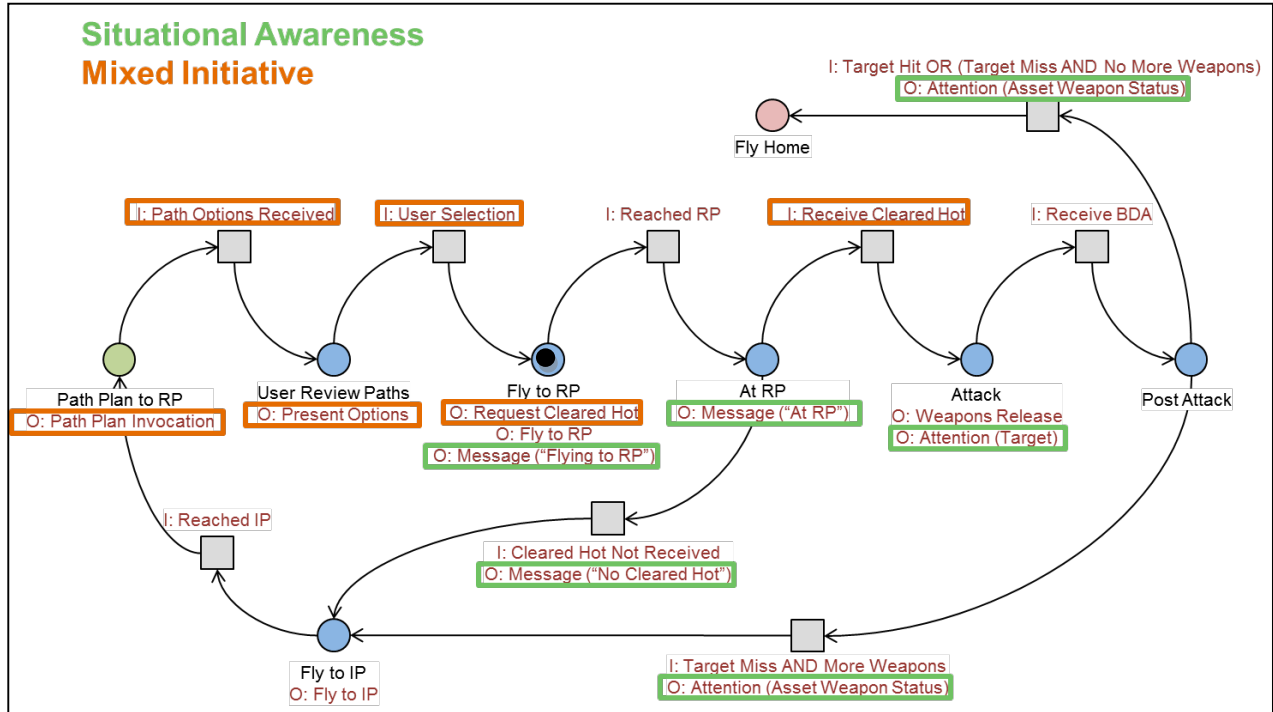 Situational Awareness
Mixed Initiative
I: Target Hit OR (Target Miss AND No More Weapons)
O: Attention (Asset Weapon Status)
Fly Home
I: Path Options Received
I: User Selection
I: Reached RP
I: Receive Cleared Hot
I: Receive BDA
Path Plan to RP
O: Path Plan Invocation
User Review Paths
O: Present Options
Fly to RP
O: Request Cleared Hot
O: Fly to RP
O: Message (“Flying to RP”)
At RP
O: Message (“At RP”)
Attack
O: Weapons Release
O: Attention (Target)
Post Attack
I: Reached IP
I: Cleared Hot Not Received
O: Message (“No Cleared Hot”)
Fly to IP
O: Fly to IP
I: Target Miss AND More Weapons
O: Attention (Asset Weapon Status)